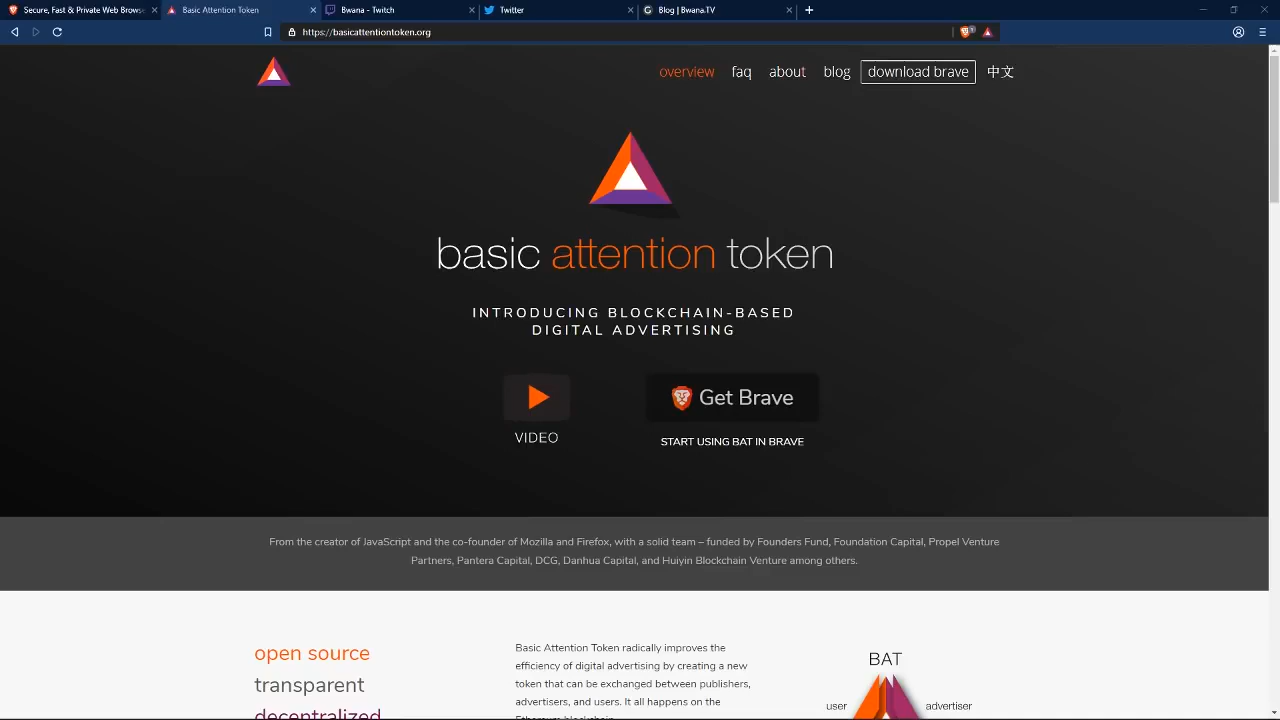 Secure, Fast & Private Web Browse
Basic Attention Token
Bwana - Twitch
Twitter
Blog | Bwana.TV
https://basicattentiontoken.org
overview
faq
about
blog
download brave
中文
basic attention token
INTRODUCING BLOCKCHAIN-BASED
DIGITAL ADVERTISING
VIDEO
Get Brave
START USING BAT IN BRAVE
From the creator of JavaScript and the co-founder of Mozilla and Firefox, with a solid team – funded by Founders Fund, Foundation Capital, Propel Venture
Partners, Pantera Capital, DCG, Danhua Capital, and Huiyin Blockchain Venture among others.
open source
transparent
decentralized
Basic Attention Token radically improves the
efficiency of digital advertising by creating a new
token that can be exchanged between publishers,
advertisers, and users. It all happens on the
Ethereum blockchain.
BAT
user
advertiser